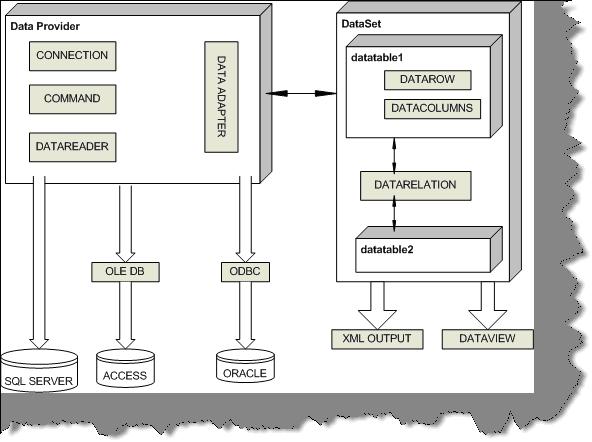 Data Provider
CONNECTION
COMMAND
DATAREADER
DATA ADAPTER
DataSet
datatable1
DATAROW
DATACOLUMNS
DATARELATION
datatable2
OLE DB
ODBC
XML OUTPUT
DATAVIEW
SQL SERVER
ACCESS
ORACLE